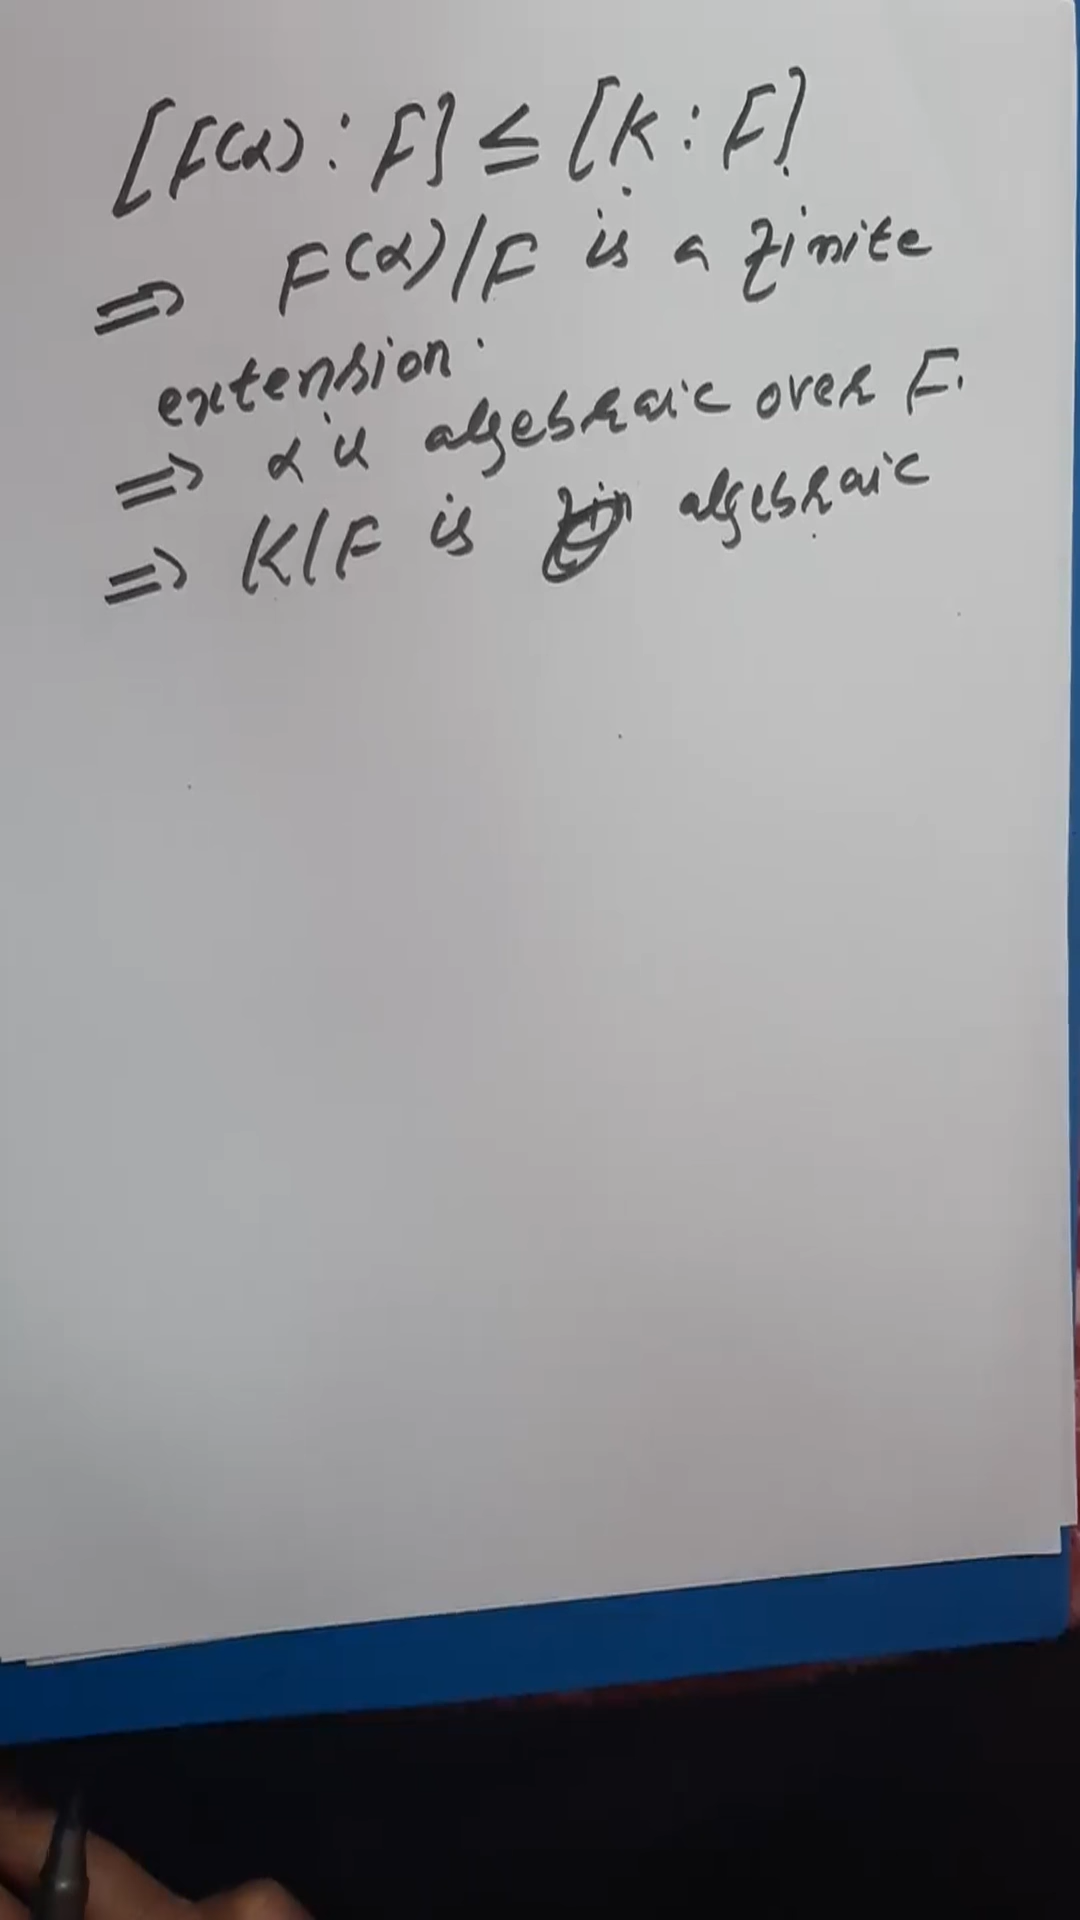 [F(α) : F] ≤ [K : F]
⇒ F(α)/F is a finite
extension.
⇒ α is algebraic over F.
⇒ K/F is algebraic